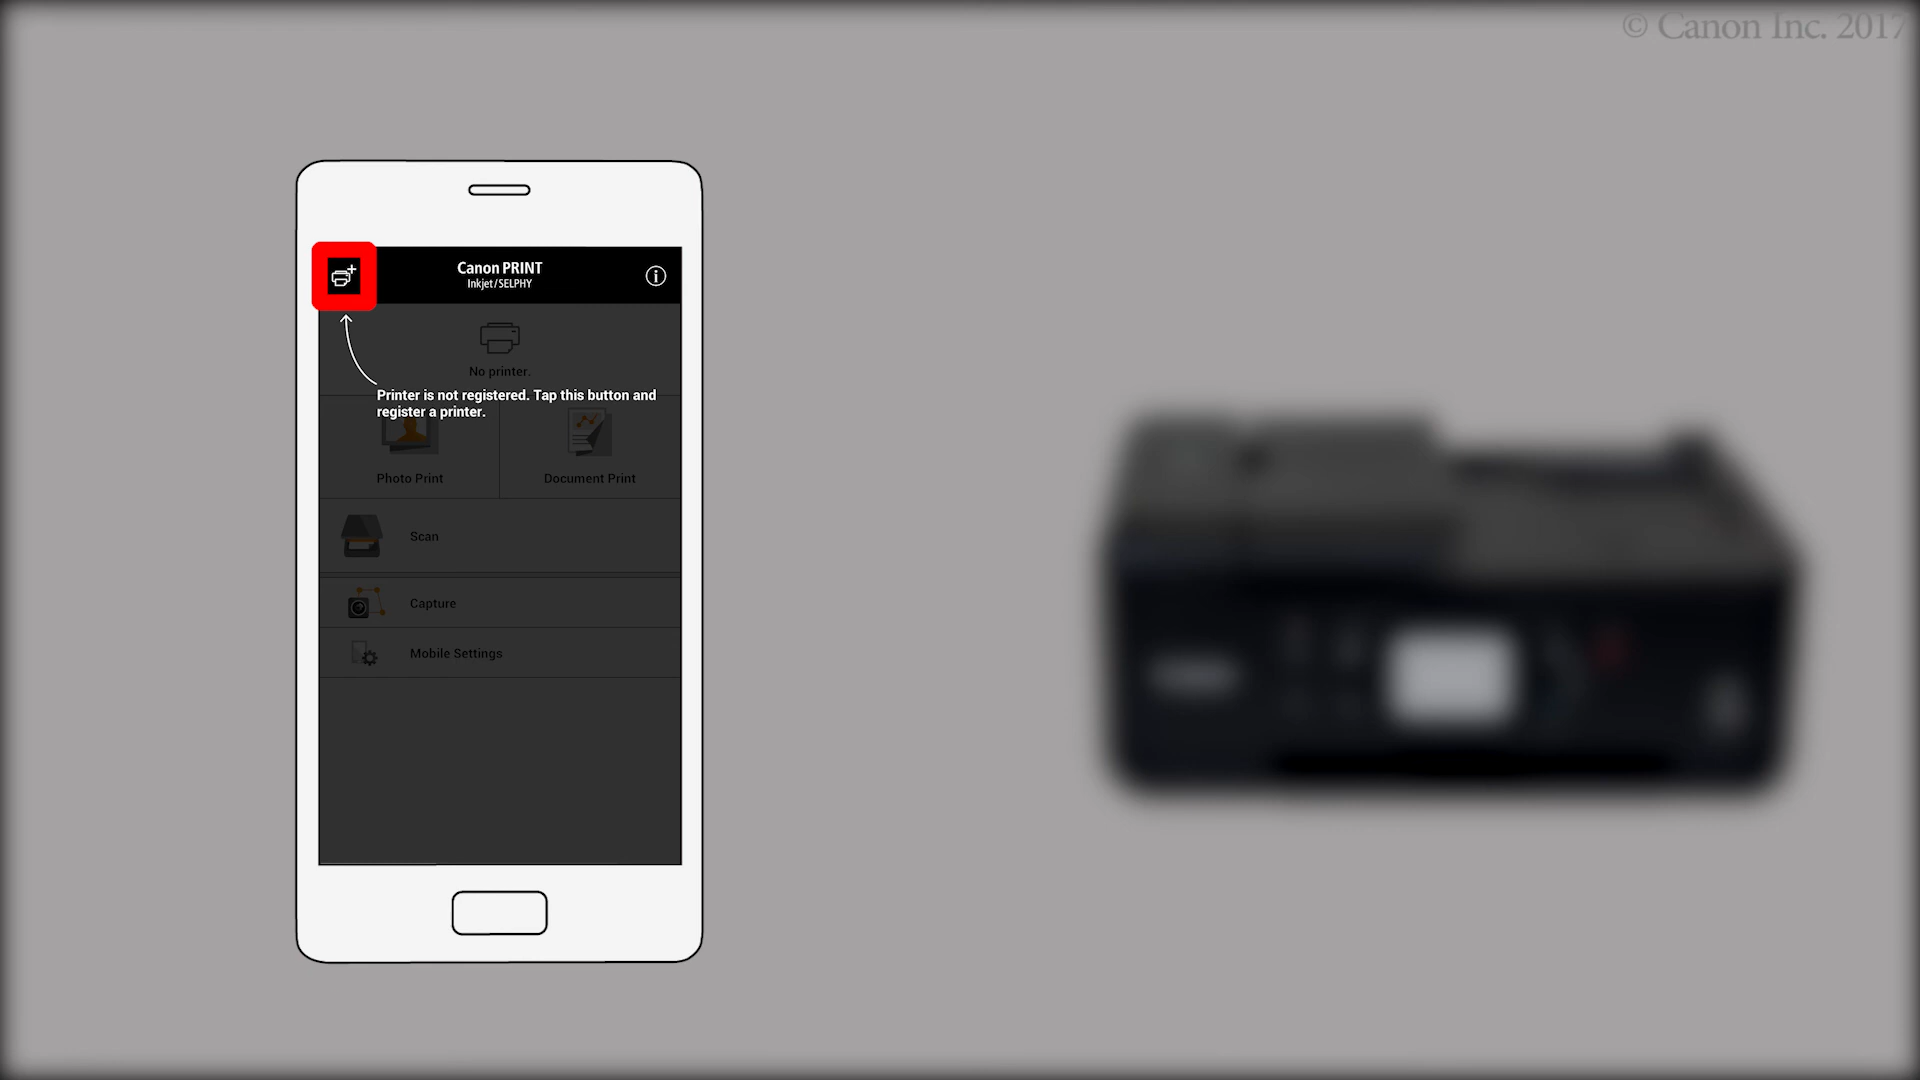 © Canon Inc. 2017
Canon PRINT
Inkjet/SELPHY
No printer.
Printer is not registered. Tap this button and
register a printer.
Photo Print
Document Print
Scan
Capture
Mobile Settings